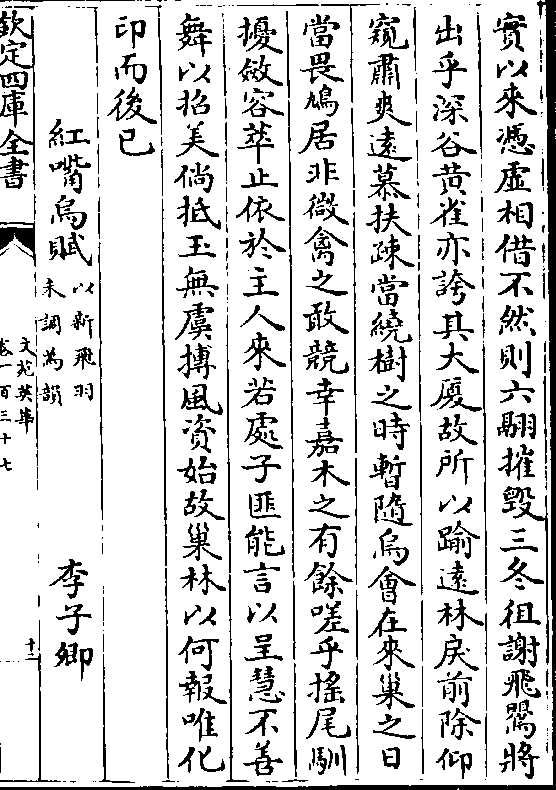 實以來憑虛相借不然則六翮摧毀三冬徂謝飛鶱將
出乎深谷黄雀亦誇其大厦故所以踰遠林戾前除仰
窺肅爽遠慕扶疎當繞樹之時暫隨烏會在來巢之日
當畏鳩居非微禽之敢競幸嘉木之有餘嗟乎搖尾馴
擾斂容萃止依於主人來若處子匪能言以呈慧不善
舞以招美倘抵玉無虞摶風資始故巢林以何報唯化
印而後已
紅嘴烏賦以新飛羽未調為韻 李子卿
欽定四庫全書
文苑英華
卷一百三十七
十二